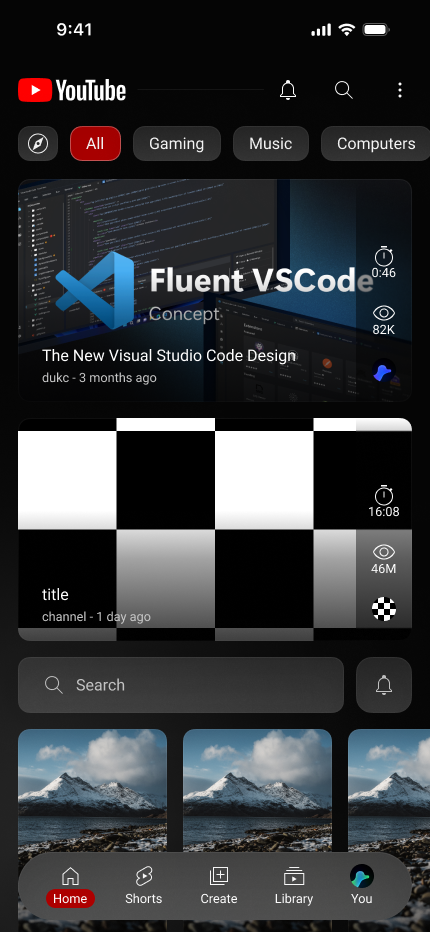 9:41
YouTube
All
Gaming
Music
Computers
Fluent VSCode
Concept
0:46
82K
The New Visual Studio Code Design
dukc - 3 months ago
16:08
46M
title
channel - 1 day ago
Search
Home
Shorts
Create
Library
You